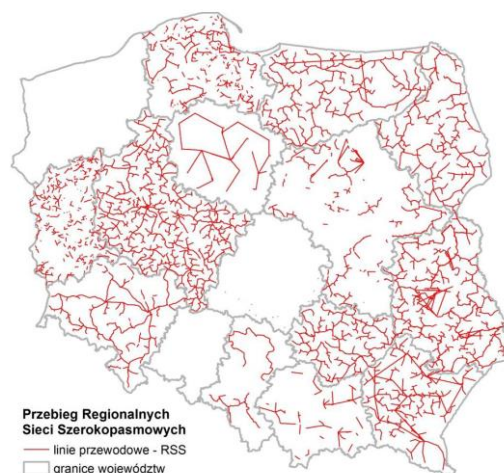 Przebieg Regionalnych
Sieci Szerokopasmowych
linie przewodowe - RSS
granice województw